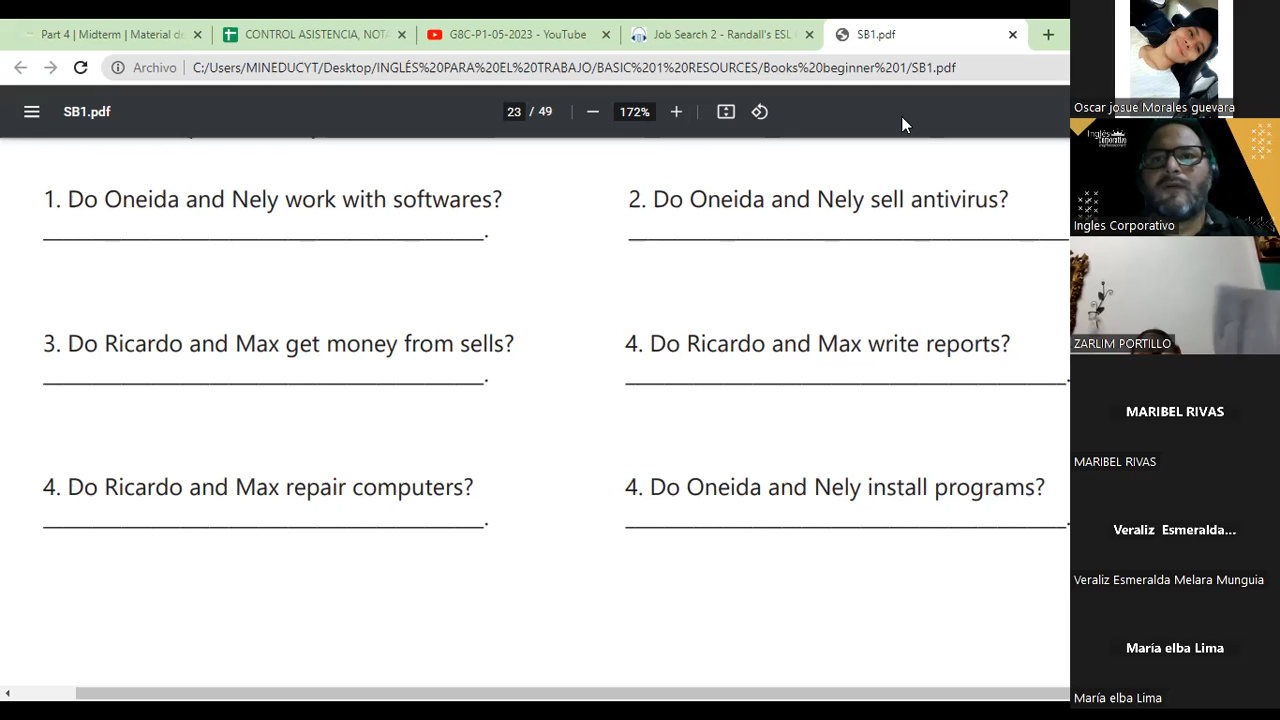 Part 4 | Midterm | Material de
CONTROL ASISTENCIA, NOTA
G8C-P1-05-2023 - YouTube
Job Search 2 - Randall's ESL
SB1.pdf
Archivo
C:/Users/MINEDUCYT/Desktop/INGLÉS%20PARA%20EL%20TRABAJO/BASIC%201%20RESOURCES/Books%20beginner%201/SB1.pdf
SB1.pdf
23 / 49
172%
1. Do Oneida and Nely work with softwares?
2. Do Oneida and Nely sell antivirus?
3. Do Ricardo and Max get money from sells?
4. Do Ricardo and Max write reports?
4. Do Ricardo and Max repair computers?
4. Do Oneida and Nely install programs?
Oscar josue Morales guevara
Inglés
Corporativo
Ingles Corporativo
ZARLIM PORTILLO
MARIBEL RIVAS
MARIBEL RIVAS
Veraliz Esmeralda...
Veraliz Esmeralda Melara Munguia
María elba Lima
María elba Lima